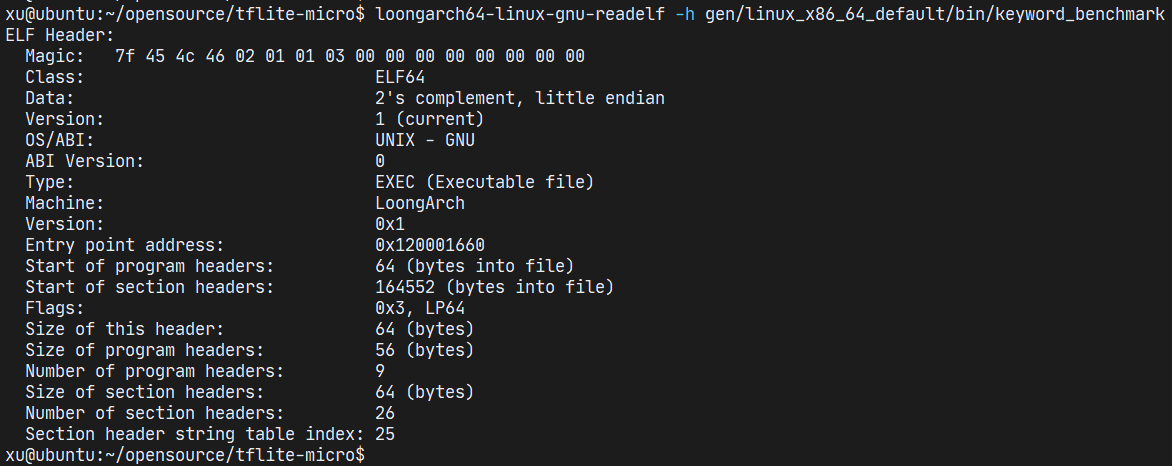 xu@ubuntu:~/opensource/tflite-micro$ loongarch64-linux-gnu-readelf -h gen/linux_x86_64_default/bin/keyword_benchmark
ELF Header:
  Magic:   7f 45 4c 46 02 01 01 03 00 00 00 00 00 00 00 00
  Class:                             ELF64
  Data:                              2's complement, little endian
  Version:                           1 (current)
  OS/ABI:                            UNIX - GNU
  ABI Version:                       0
  Type:                              EXEC (Executable file)
  Machine:                           LoongArch
  Version:                           0x1
  Entry point address:               0x120001660
  Start of program headers:          64 (bytes into file)
  Start of section headers:          164552 (bytes into file)
  Flags:                             0x3, LP64
  Size of this header:               64 (bytes)
  Size of program headers:           56 (bytes)
  Number of program headers:         9
  Size of section headers:           64 (bytes)
  Number of section headers:         26
  Section header string table index: 25
xu@ubuntu:~/opensource/tflite-micro$